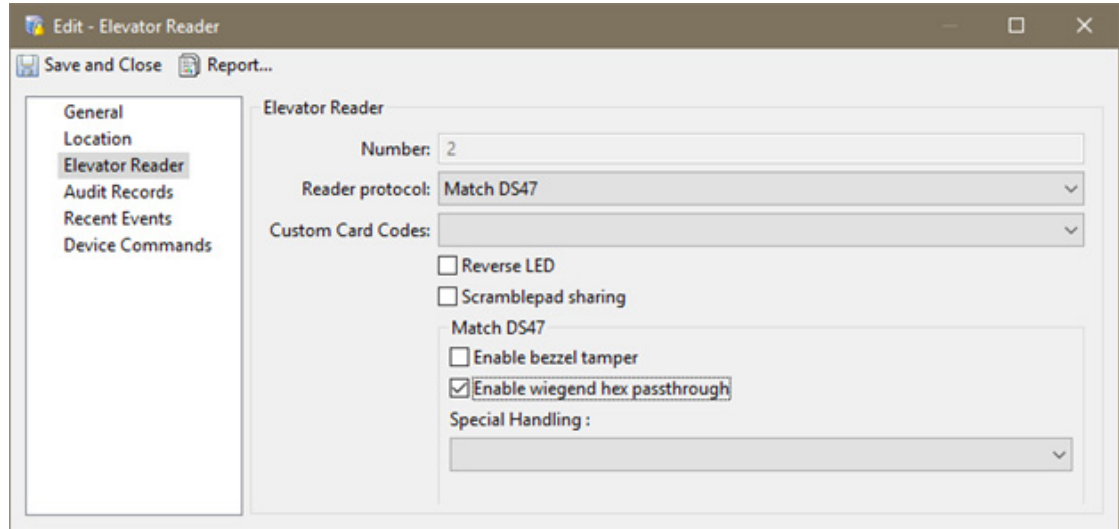 Edit - Elevator Reader
Save and Close Report...
General
Location
Elevator Reader
Audit Records
Recent Events
Device Commands
Elevator Reader
Number: 2
Reader protocol: Match DS47
Custom Card Codes:
Reverse LED
Scramblepad sharing
Match DS47
Enable bezzel tamper
Enable wiegend hex passthrough
Special Handling :